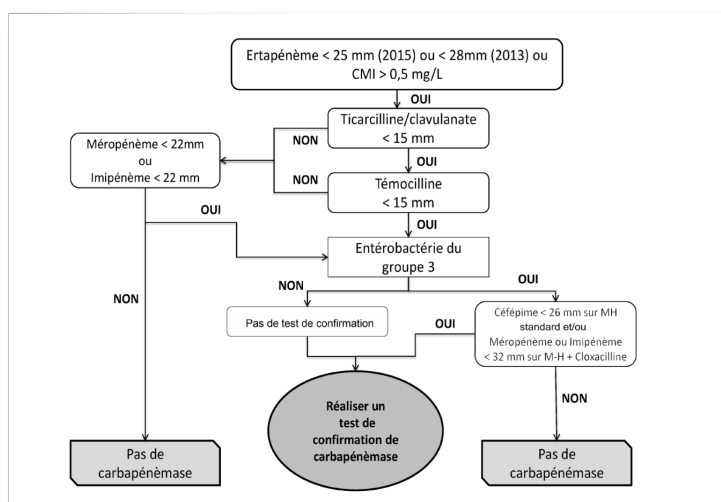 Ertapénème < 25 mm (2015) ou < 28mm (2013) ou
CMI > 0,5 mg/L
OUI
Ticarcilline/clavulanate
< 15 mm
NON
Méropénème < 22mm
ou
Imipénème < 22 mm
OUI
NON
Témocilline
< 15 mm
OUI
OUI
Entérobactérie du
groupe 3
NON
NON
OUI
Pas de test de confirmation
OUI
Céfépime < 26 mm sur MH
standard et/ou
Méropénème ou Imipénème
< 32 mm sur M-H + Cloxacilline
NON
Réaliser un
test de
confirmation de
carbapénèmase
Pas de
carbapénèmase
Pas de
carbapénémase